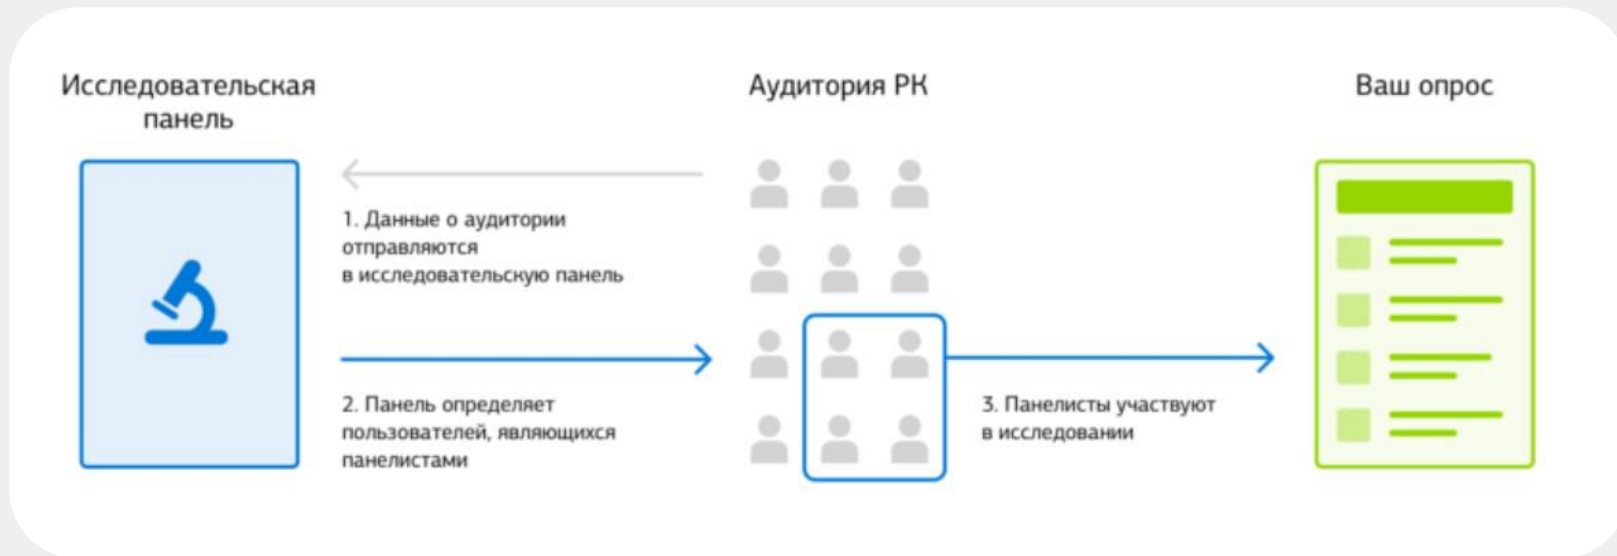 Исследовательская
панель
Аудитория РК
Ваш опрос
1. Данные о аудитории
отправляются
в исследовательскую панель
2. Панель определяет
пользователей, являющихся
панелистами
3. Панелисты участвуют
в исследовании